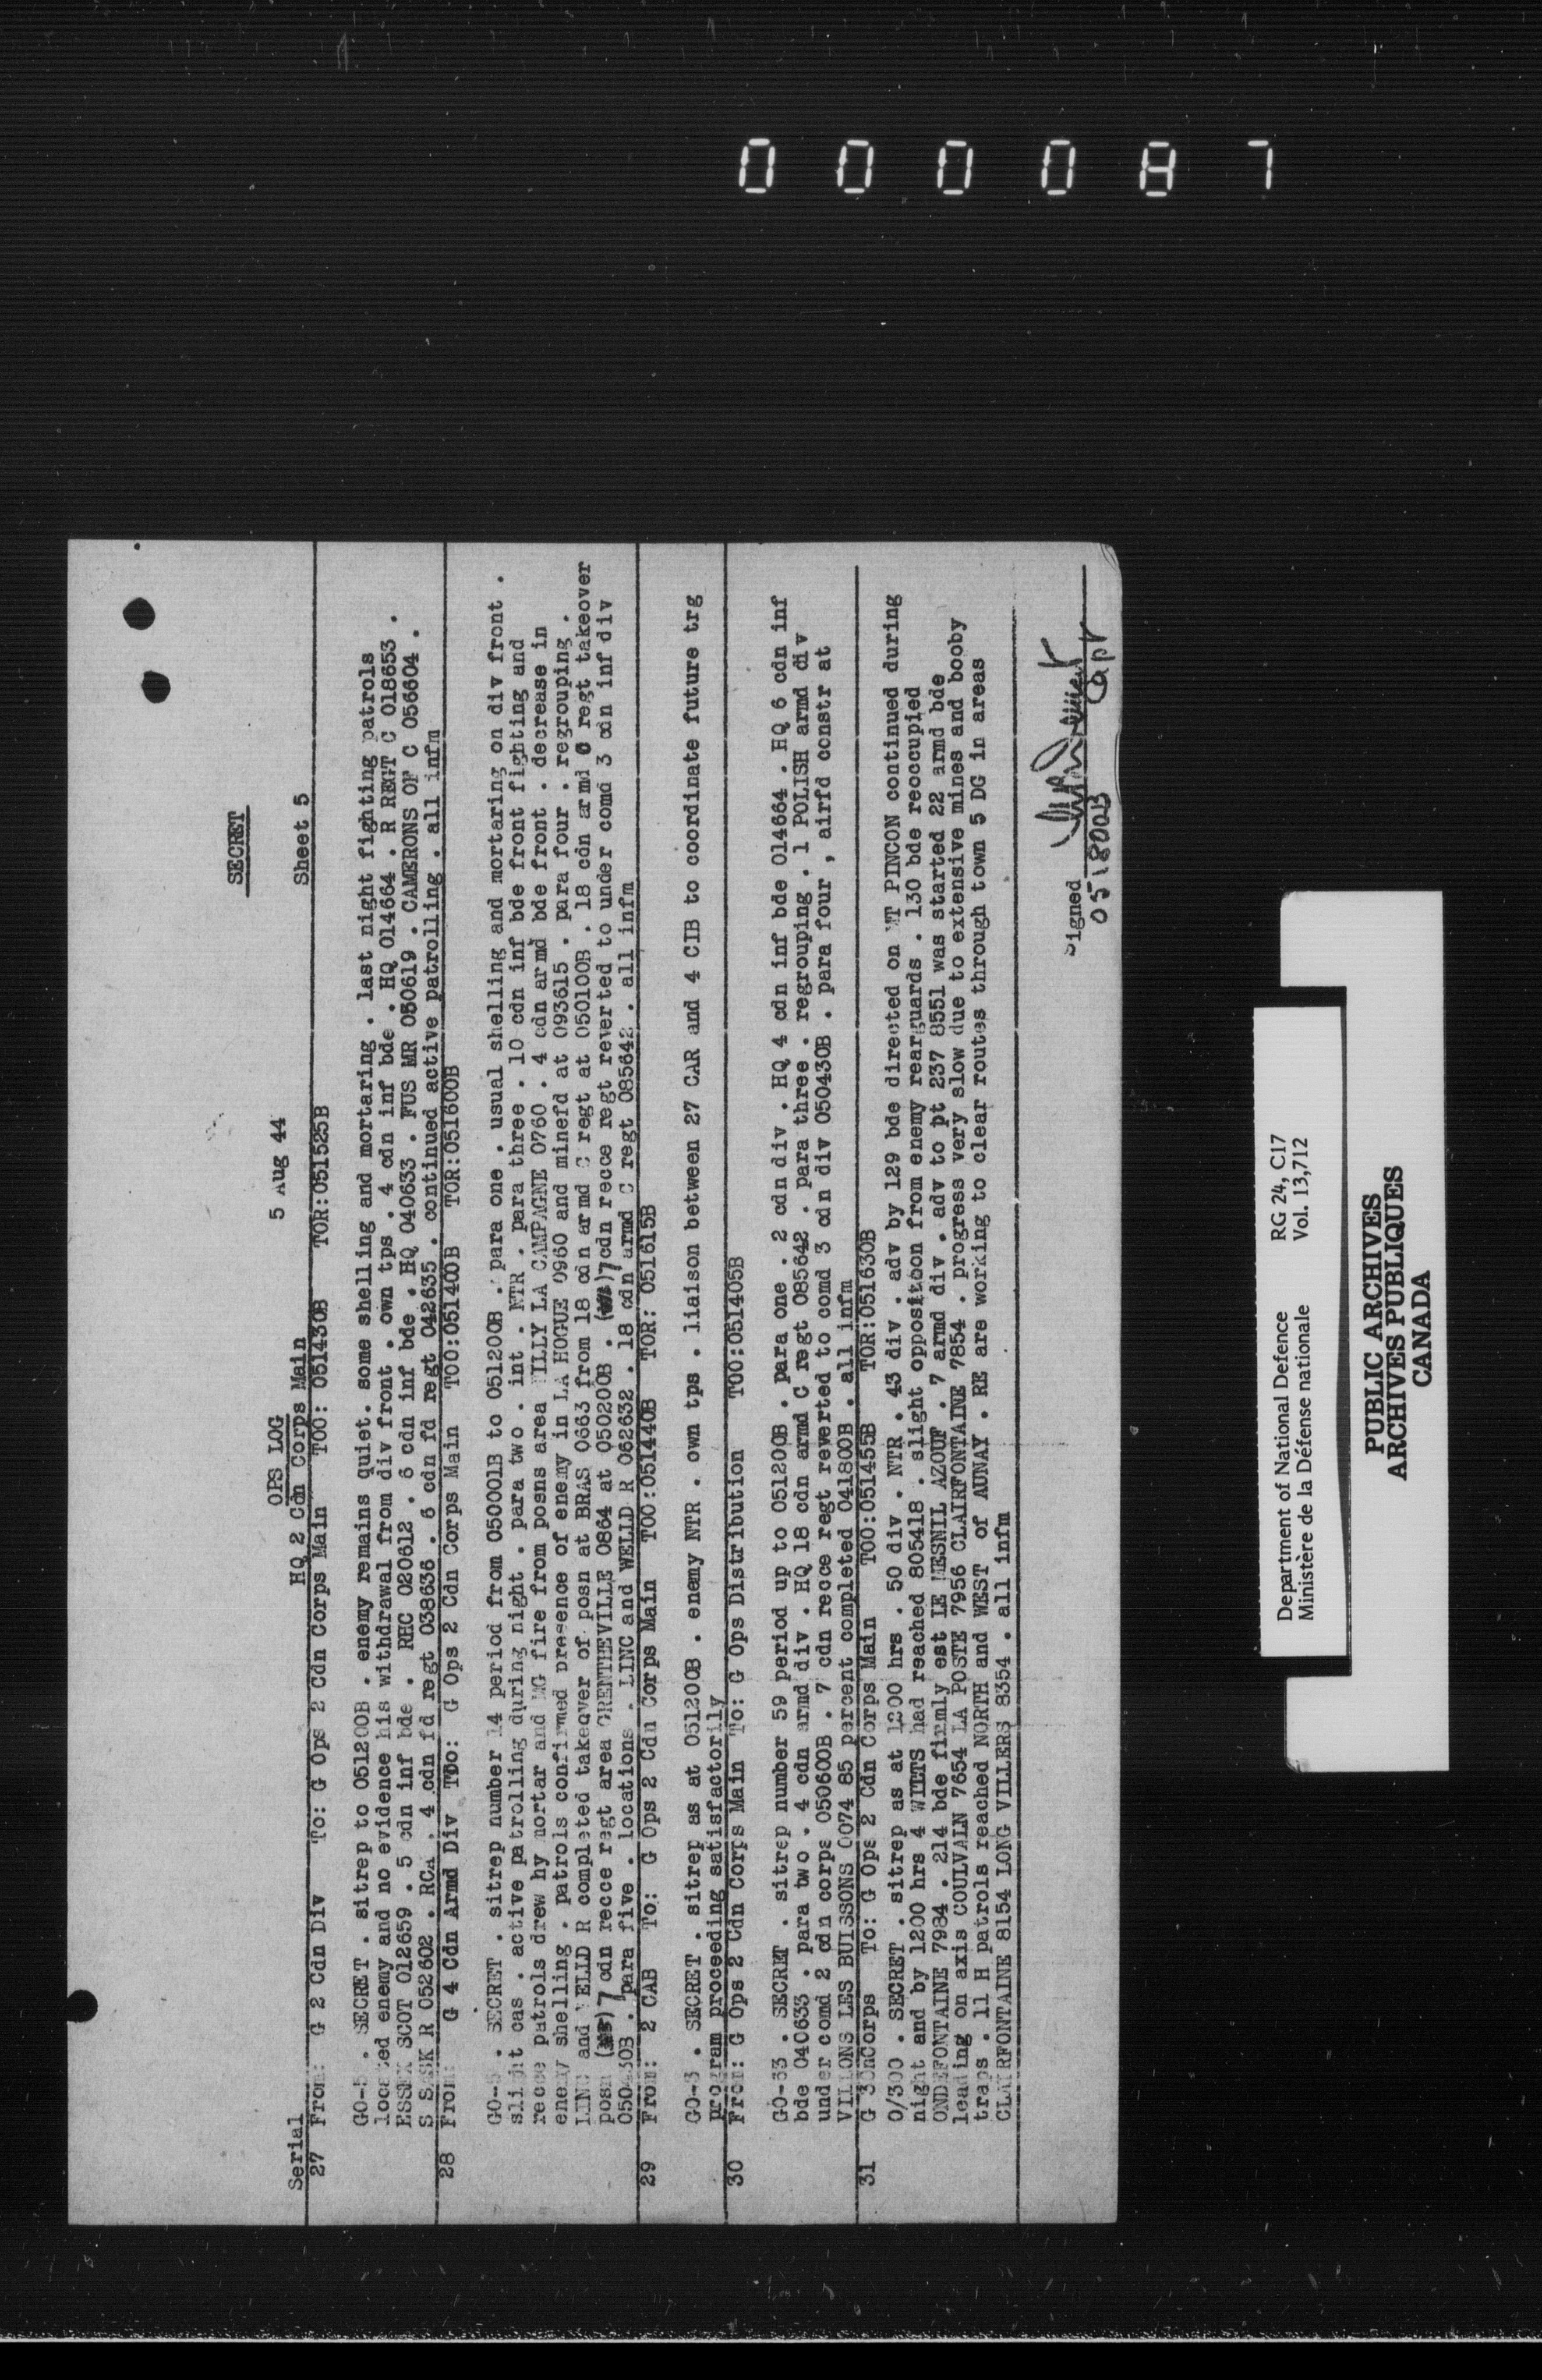 0 0 0 0 8 7
SECRET
OPS LOG 5 Aug 44
HQ 2 Cdn Corps Main Sheet 5
Serial
27 From: G 2 Cdn Div To: G Ops 2 Cdn Corps Main TOO: 051430B TOR:051525B
GO-5 . SECRET . sitrep to 051200B . enemy remains quiet. some shelling and mortaring . last night fighting patrols
located enemy and no evidence his withdrawal from div front . own tps . 4 cdn inf bde . HQ 014664 . R REGT C 018653 .
ESSEX SCOT 012659 . 5 cdn inf bde . RHC 020612 . 6 cdn inf bde . HQ 040633 . FUS MR 050619 . CAMERONS OF C 056604 .
S SASK R 052602 . RCA . 4 cdn fd regt 038636 . 6 cdn fd regt 042635 . continued active patrolling . all infm
28 From: G 4 Cdn Armd Div To: G Ops 2 Cdn Corps Main TOO:051400B TOR:051600B
GO-5 . SECRET . sitrep number 14 period from 050001B to 051200B . para one . usual shelling and mortaring on div front .
slight cas . active patrolling during night . para two . int . NTR . para three . 10 cdn inf bde front fighting and
recce patrols drew by mortar and MG fire from posns area TILLY LA CAMPAGNE 0760 . 4 cdn armd bde front . decrease in
enemy shelling . patrols confirmed presence of enemy in LA HOGUE 0960 and minefd at 093615 . para four . regrouping .
LINC and WELLD R completed takeover of posn at BRAS 0663 from 18 cdn armd C regt at 050100B . 18 cdn armd C regt takeover
posn 7 cdn recce regt area GRENTHEVILLE 0864 at 050200B . 7 cdn recce regt reverted to under comd 3 cdn inf div
050430B . para five . locations . LINC and WELLD R 062632 . 18 cdn armd C regt 085642 . all infm
29 From: 2 CAB To: G Ops 2 Cdn Corps Main TOO:051440B TOR: 051615B
GO-3 . SECRET . sitrep as at 051200B . enemy NTR . own tps . liaison between 27 CAR and 4 CIB to coordinate future trg
program proceeding satisfactorily
30 From: G Ops 2 Cdn Corps Main To: G Ops Distribution TOO:051405B
GO-33 . SECRET . sitrep number 59 period up to 051200B . para one . 2 cdn div . HQ 4 cdn inf bde 014664 . HQ 6 cdn inf
bde 040633 . para two . 4 cdn armd div . HQ 18 cdn armd C regt 085642 . para three . regrouping . 1 POLISH armd div
under comd 2 cdn corps 050600B . 7 cdn recce regt reverted to comd 3 cdn div 050430B . para four , airfd constr at
VILLONS LES BUISSONS 0074 85 percent completed 041800B . all infm
31 G 30nCorps To: G Ops 2 Cdn Corps Main TOO:051455B TOR:051630B
O/300 . SECRET . sitrep as at 1200 hrs . 50 div . NTR . 43 div . adv by 129 bde directed on MT PINCON continued during
night and by 1200 hrs 4 WILTS had reached 805418 . slight opposition from enemy rearguards . 130 bde reoccupied
ONDEFONTAINE 7984 . 214 bde firmly est LE MESNIL AZOUF . 7 armd div . adv to pt 237 8551 was started 22 armd bde
leading on axis COULVALN 7654 LA POSTE 7956 CLAIRFONTAINE 7854 . progress very slow due to extensive mines and booby
traps . 11 H patrols reached NORTH and WEST of AUNAY . RE are working to clear routes through town 5 DG in areas
CLAIRFONTAINE 8154 LONG VILLERS 8354 . all infm
Signed Capt
051800B
Department of National Defence RG 24, C17
Ministère de la Défense nationale Vol. 13,712
PUBLIC ARCHIVES
ARCHIVES PUBLIQUES
CANADA